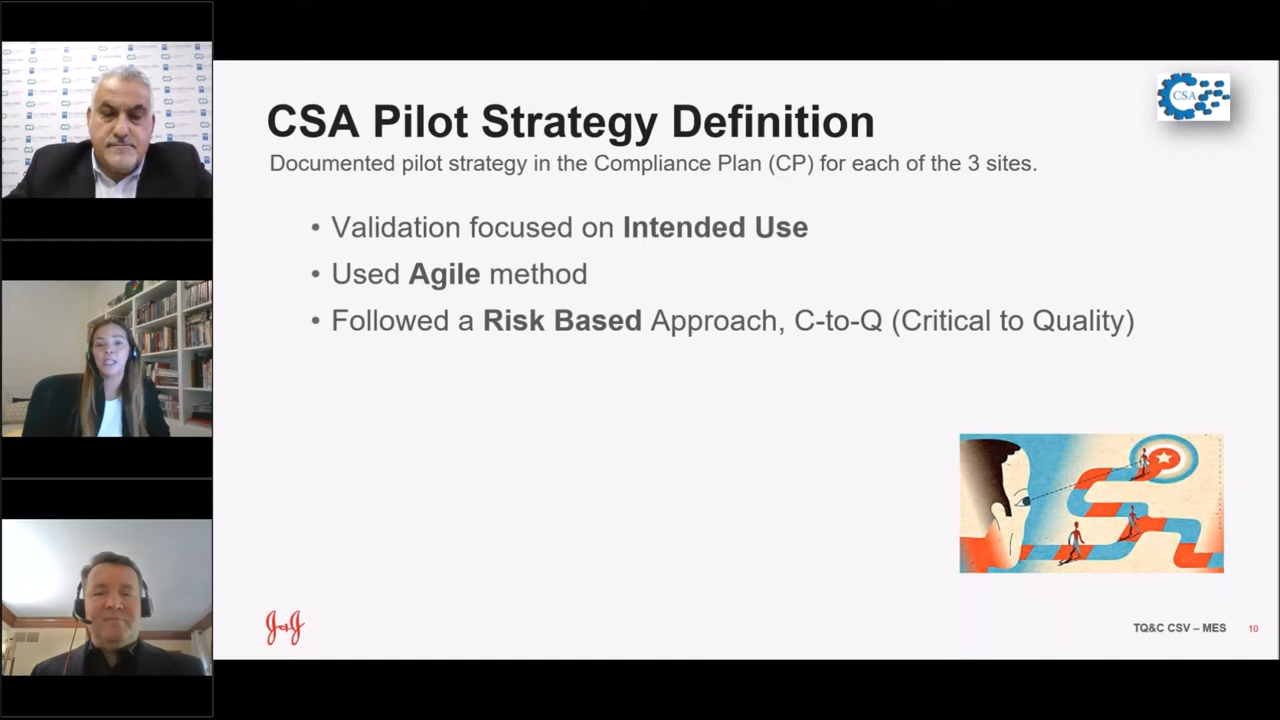 CSA Pilot Strategy Definition
Documented pilot strategy in the Compliance Plan (CP) for each of the 3 sites.
• Validation focused on Intended Use
• Used Agile method
• Followed a Risk Based Approach, C-to-Q (Critical to Quality)
CSA
J&J
TQ&C CSV – MES 10